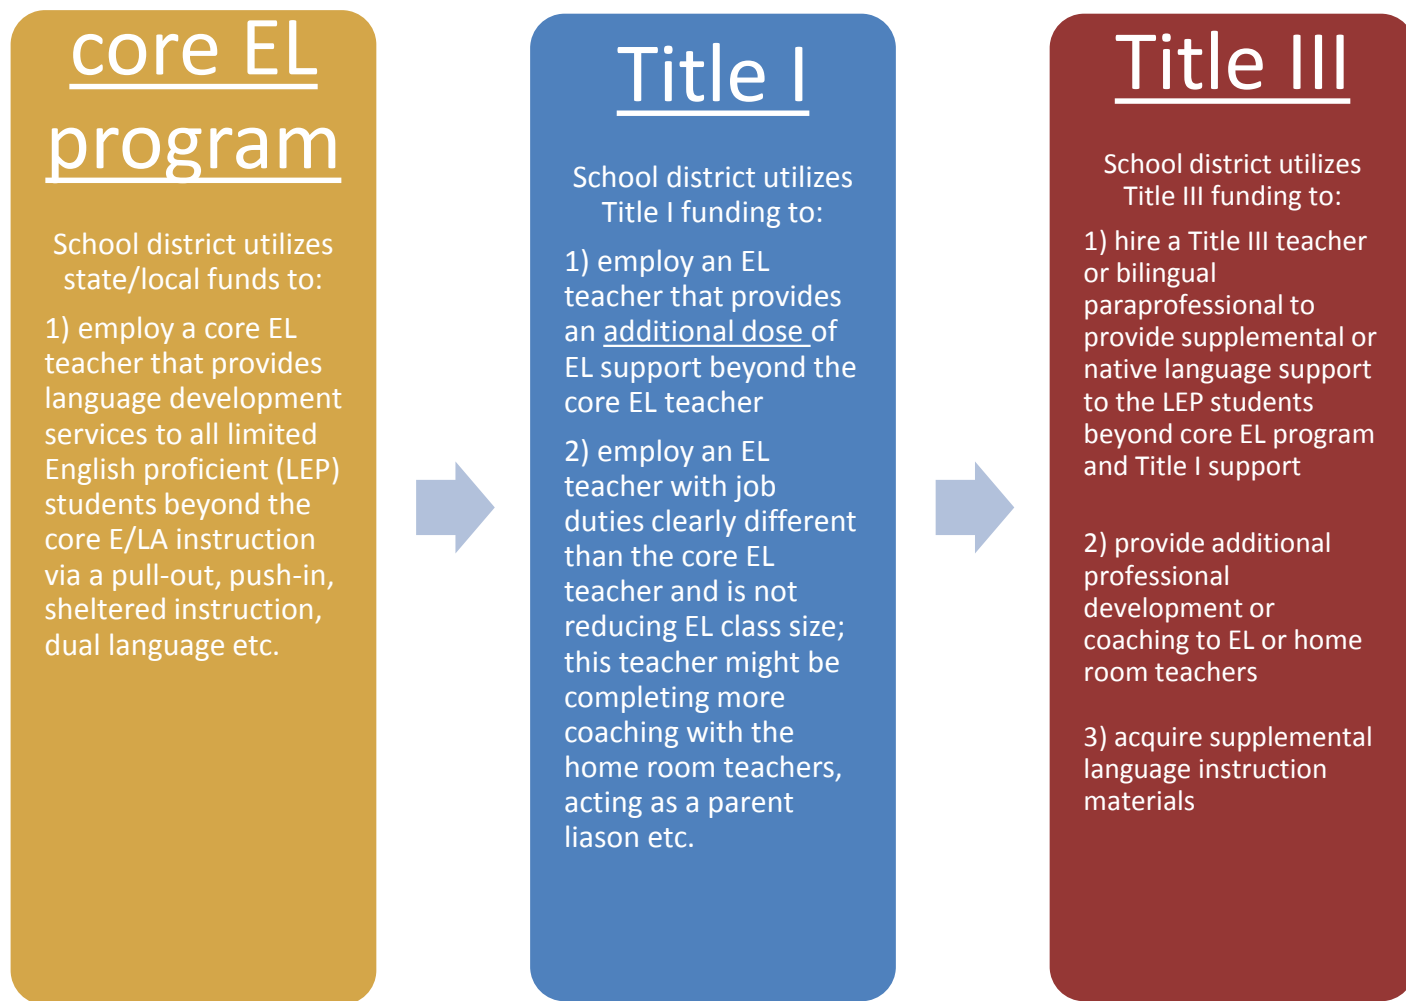 core EL
program
School district utilizes
state/local funds to:
1) employ a core EL
teacher that provides
language development
services to all limited
English proficient (LEP)
students beyond the
core E/LA instruction
via a pull-out, push-in,
sheltered instruction,
dual language etc.
Title I
School district utilizes
Title I funding to:
1) employ an EL
teacher that provides
an additional dose of
EL support beyond the
core EL teacher
2) employ an EL
teacher with job
duties clearly different
than the core EL
teacher and is not
reducing EL class size;
this teacher might be
completing more
coaching with the
home room teachers,
acting as a parent
liason etc.
Title III
School district utilizes
Title III funding to:
1) hire a Title III teacher
or bilingual
paraprofessional to
provide supplemental or
native language support
to the LEP students
beyond core EL program
and Title I support
2) provide additional
professional
development or
coaching to EL or home
room teachers
3) acquire supplemental
language instruction
materials